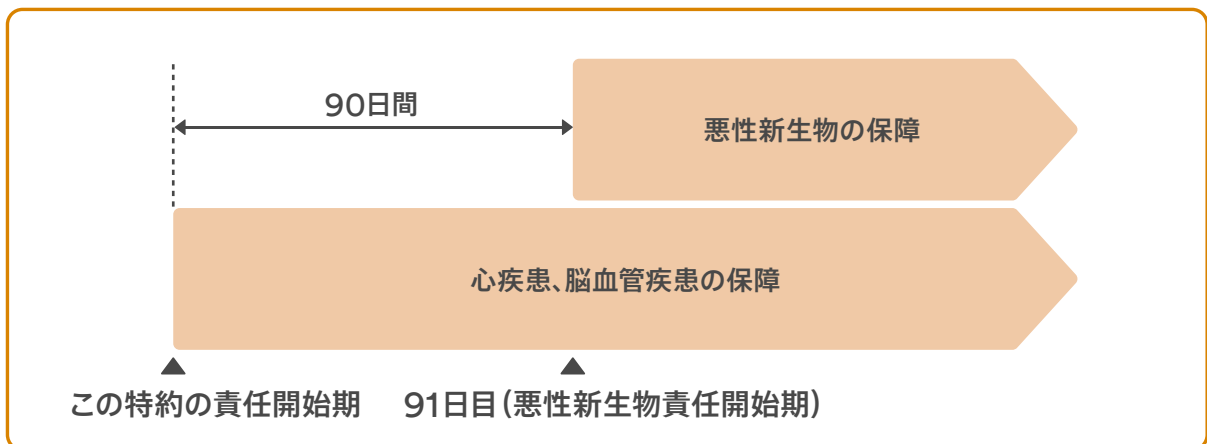 90日間
悪性新生物の保障
心疾患、脳血管疾患の保障
この特約の責任開始期
91日目(悪性新生物責任開始期)